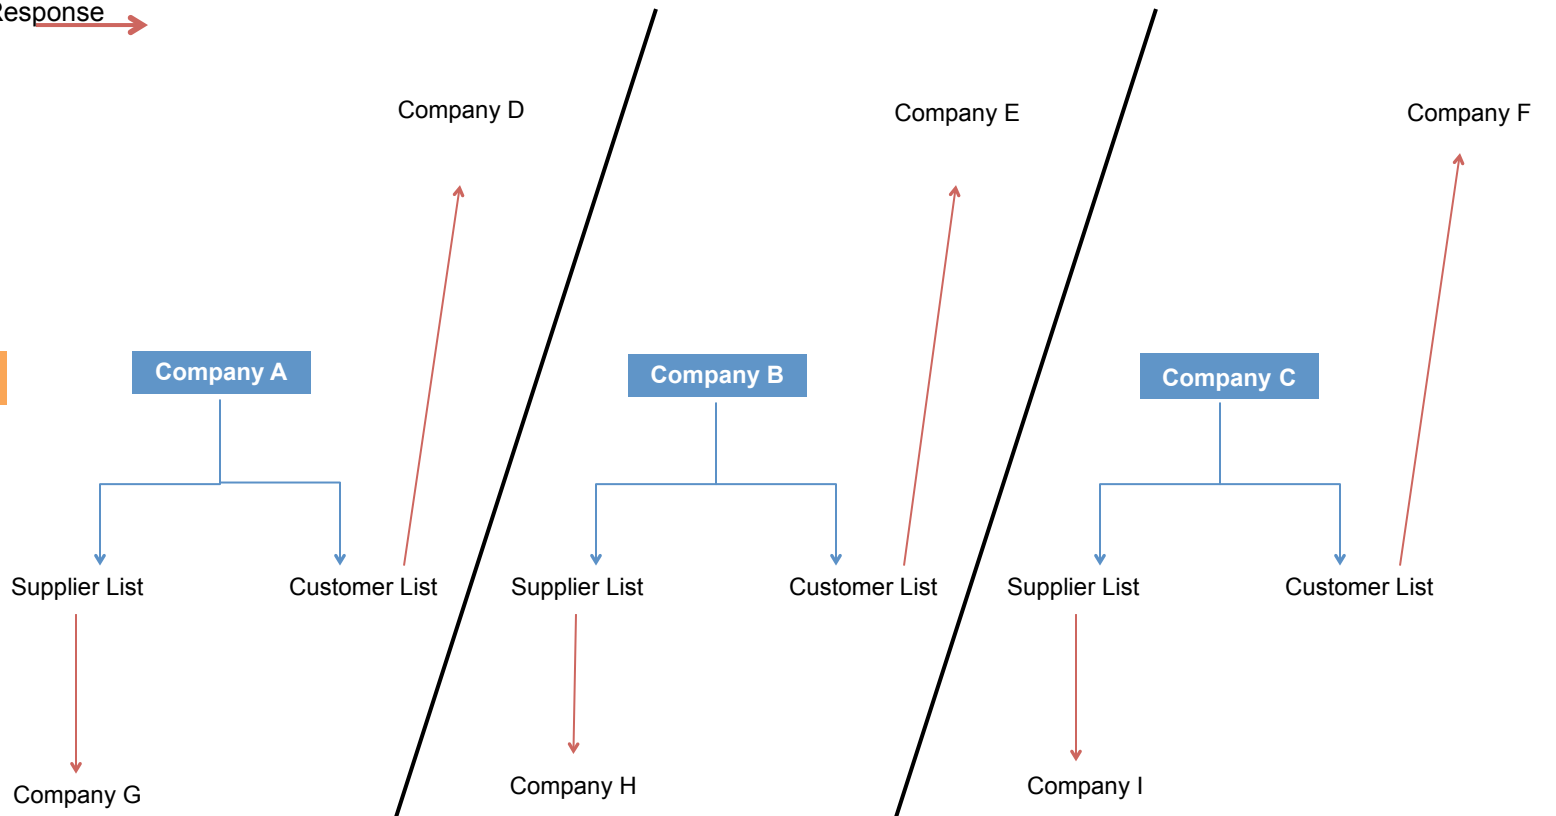 Response
Company D
Company E
Company F
Company A
Company B
Company C
Supplier List
Customer List
Supplier List
Customer List
Supplier List
Customer List
Company G
Company H
Company I